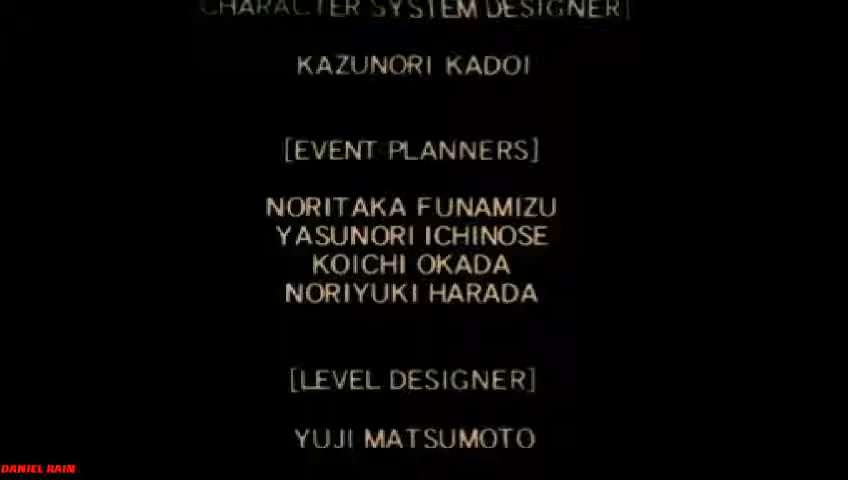 CHARACTER SYSTEM DESIGNER]
KAZUNORI KADOI
[EVENT PLANNERS]
NORITAKA FUNAMIZU
YASUNORI ICHINOSE
KOICHI OKADA
NORIYUKI HARADA
[LEVEL DESIGNER]
YUJI MATSUMOTO
DANIEL RAIN